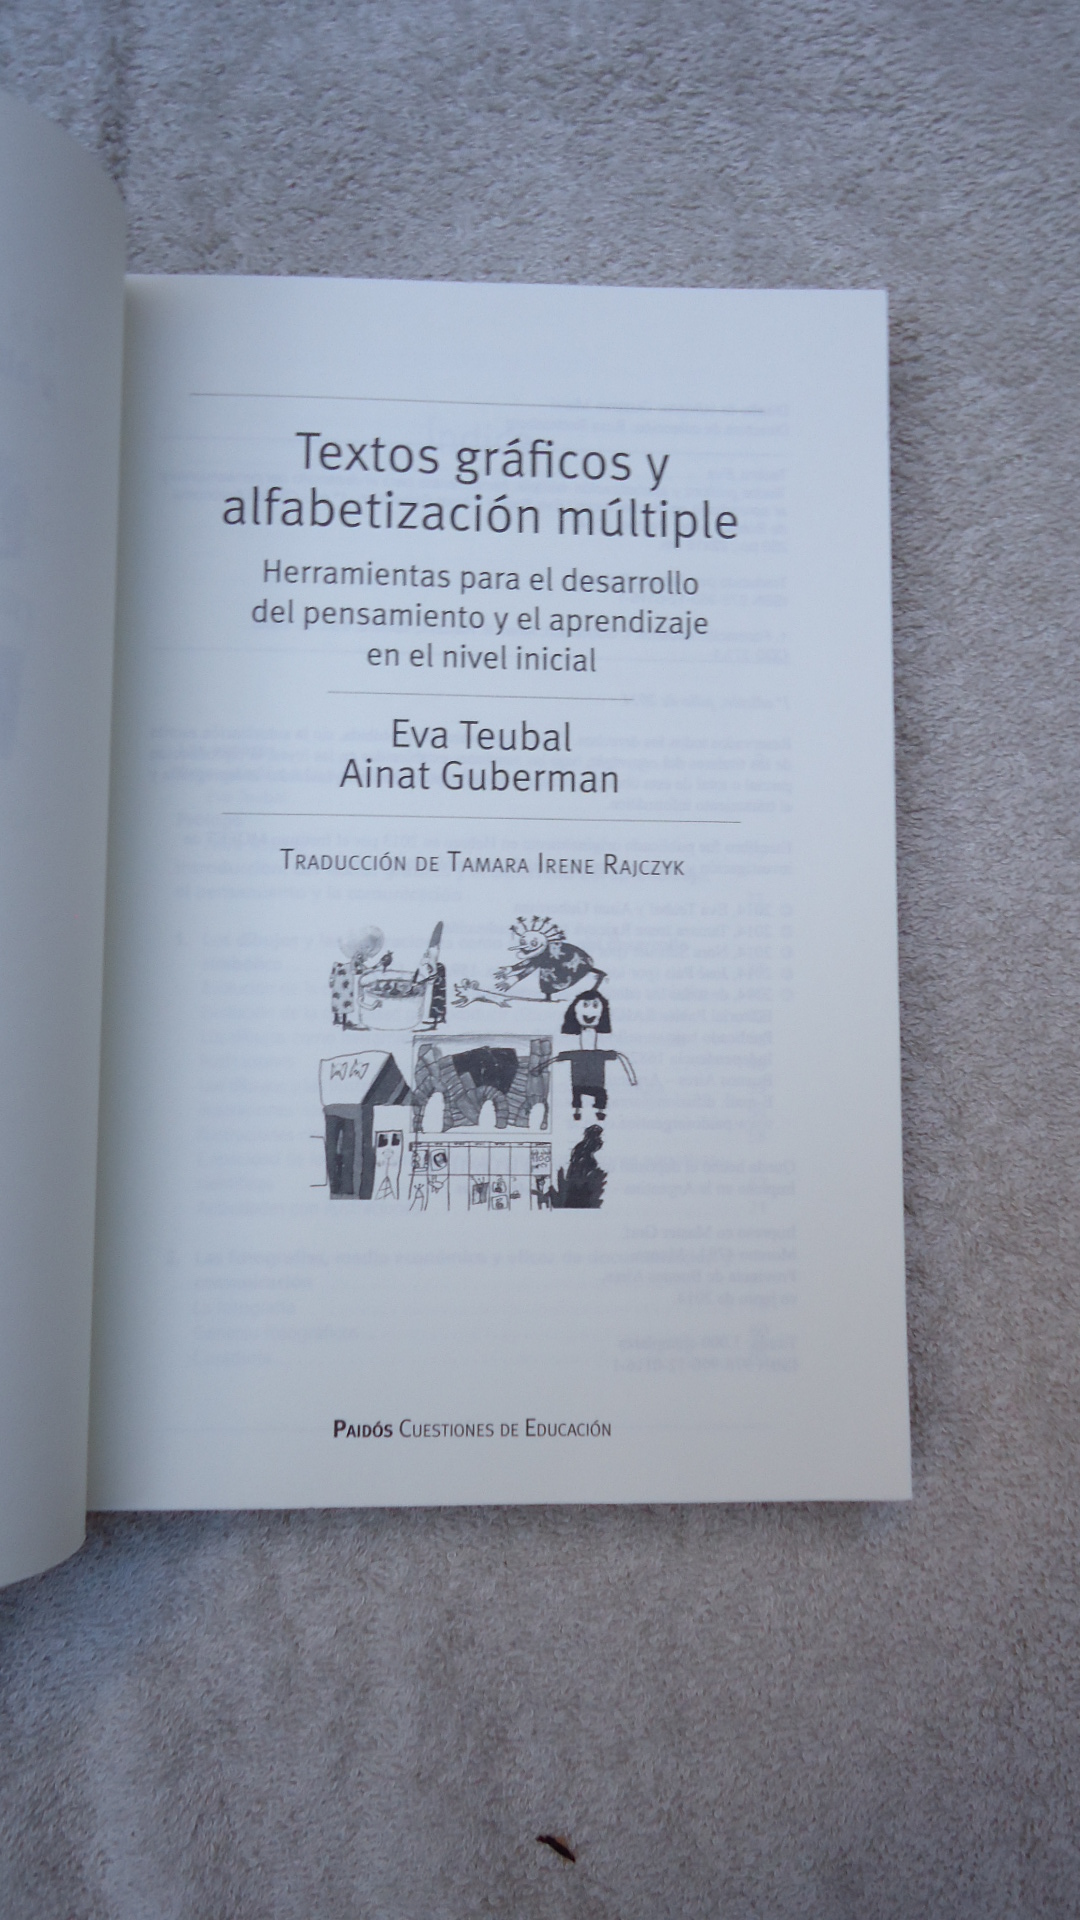 Textos gráficos y
alfabetización múltiple
Herramientas para el desarrollo
del pensamiento y el aprendizaje
en el nivel inicial
Eva Teubal
Ainat Guberman
TRADUCCIÓN DE TAMARA IRENE RAJCZYK
PAIDÓS CUESTIONES DE EDUCACIÓN